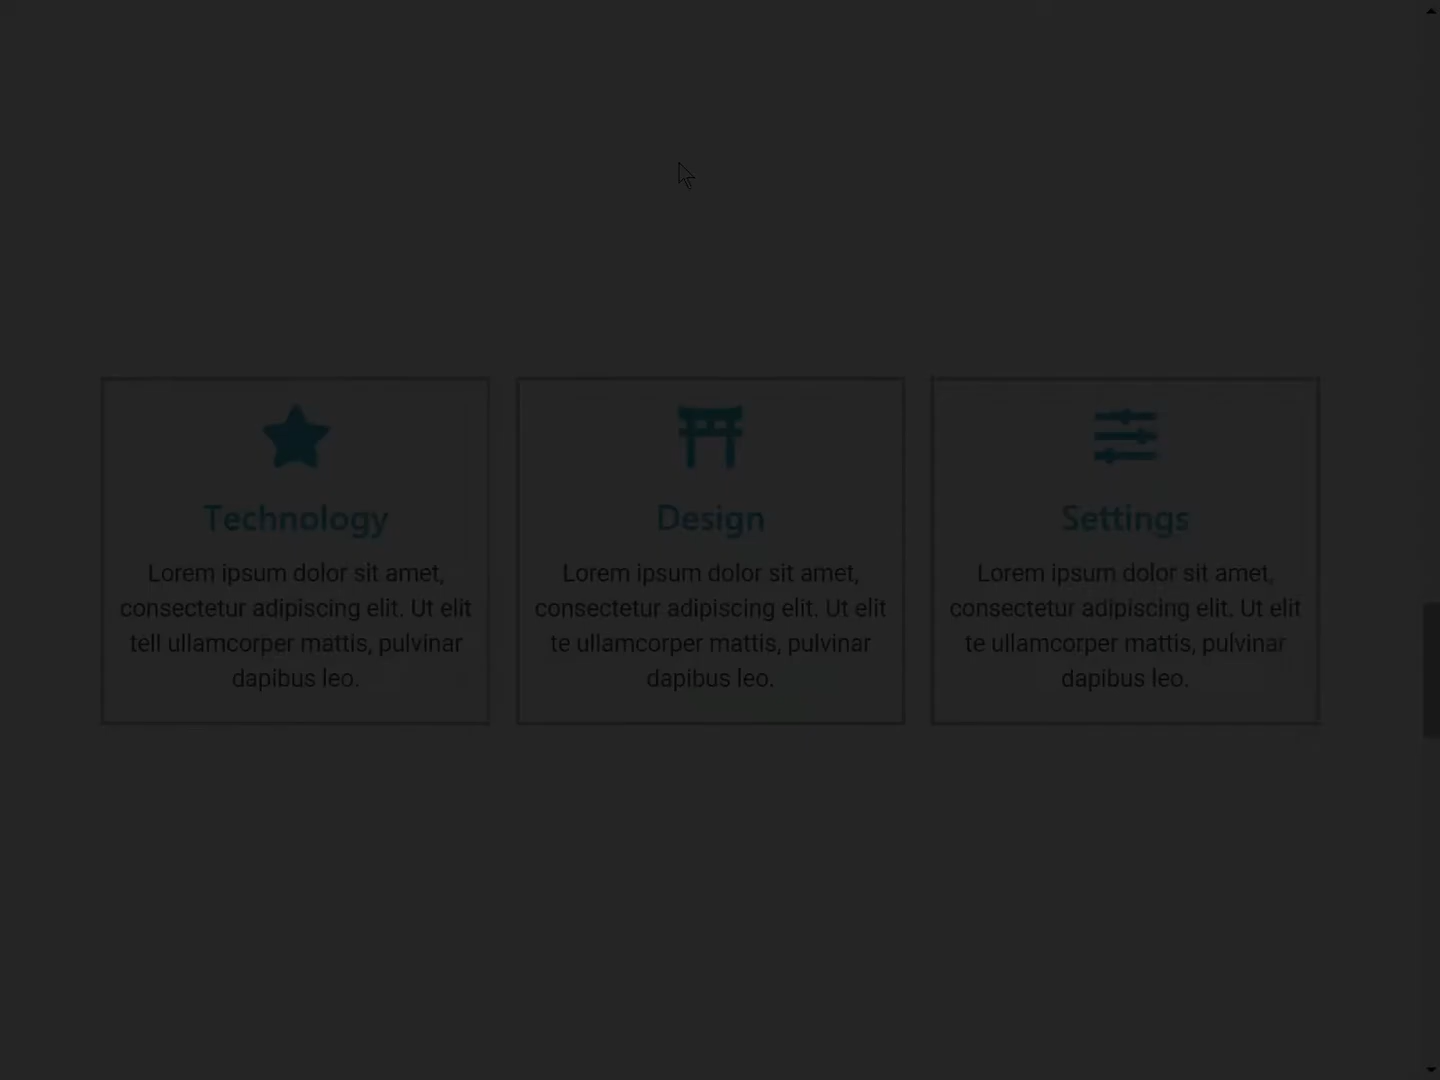 Technology
Lorem ipsum dolor sit amet,
consectetur adipiscing elit. Ut elit
tell ullamcorper mattis, pulvinar
dapibus leo.
Design
Lorem ipsum dolor sit amet,
consectetur adipiscing elit. Ut elit
te ullamcorper mattis, pulvinar
dapibus leo.
Settings
Lorem ipsum dolor sit amet,
consectetur adipiscing elit. Ut elit
te ullamcorper mattis, pulvinar
dapibus leo.